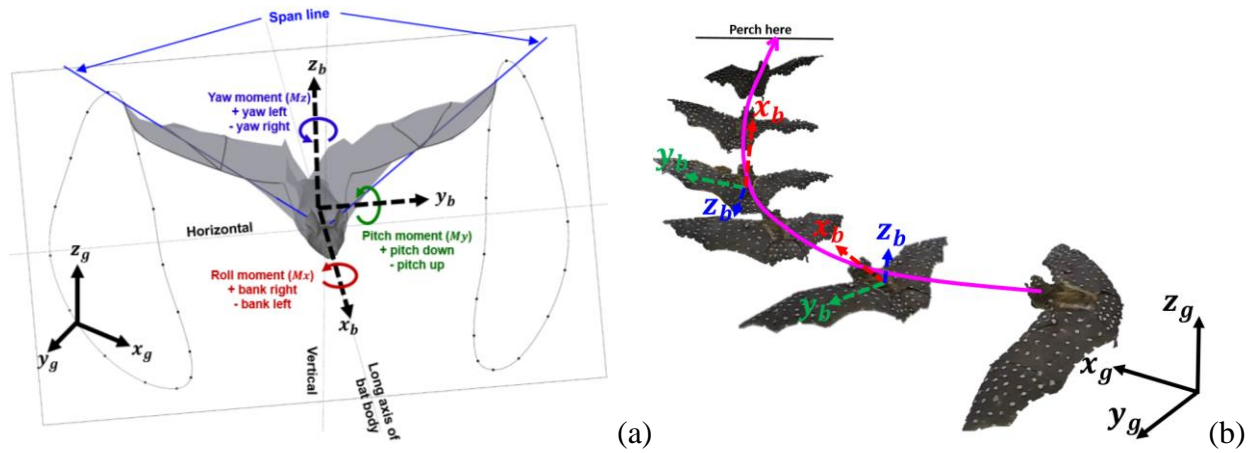 Span line
z_b
Yaw moment (Mz)
+ yaw left
- yaw right
y_b
Horizontal
Pitch moment (My)
+ pitch down
- pitch up
z_g
Roll moment (Mx)
+ bank right
- bank left
x_b
y_g
x_g
Vertical
Long axis of
bat body
(a)
Perch here
x_b
y_b
z_b
x_b
z_b
y_b
z_g
x_g
y_g
(b)